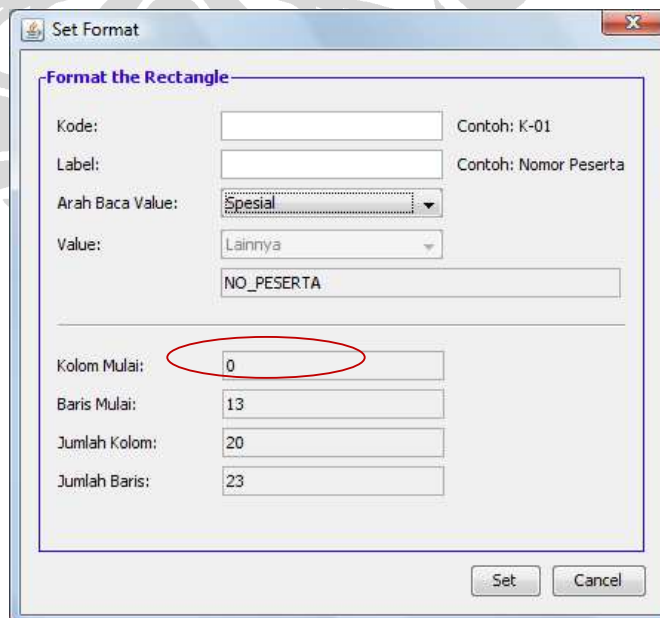 Set Format
Format the Rectangle
Kode: Contoh: K-01
Label: Contoh: Nomor Peserta
Arah Baca Value: Spesial
Value: Lainnya
NO_PESERTA
Kolom Mulai: 0
Baris Mulai: 13
Jumlah Kolom: 20
Jumlah Baris: 23
Set Cancel